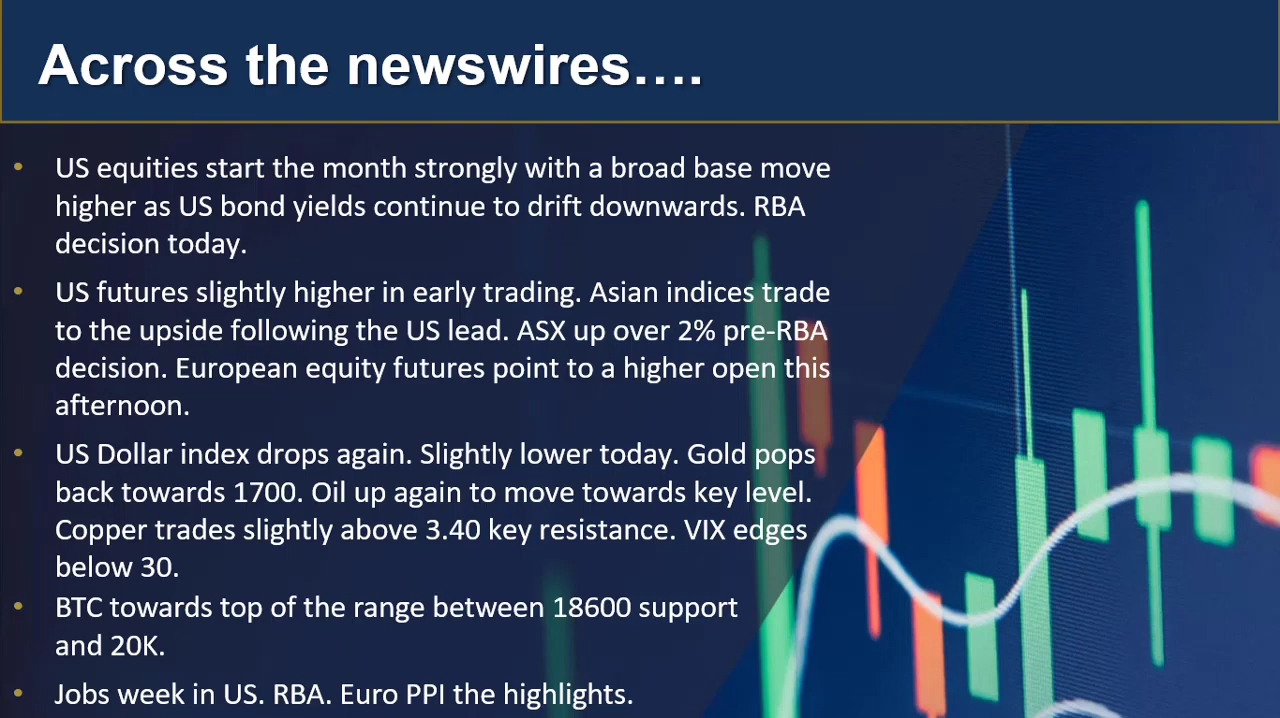 Across the newswires….
• US equities start the month strongly with a broad base move
higher as US bond yields continue to drift downwards. RBA
decision today.
• US futures slightly higher in early trading. Asian indices trade
to the upside following the US lead. ASX up over 2% pre-RBA
decision. European equity futures point to a higher open this
afternoon.
• US Dollar index drops again. Slightly lower today. Gold pops
back towards 1700. Oil up again to move towards key level.
Copper trades slightly above 3.40 key resistance. VIX edges
below 30.
• BTC towards top of the range between 18600 support
and 20K.
• Jobs week in US. RBA. Euro PPI the highlights.